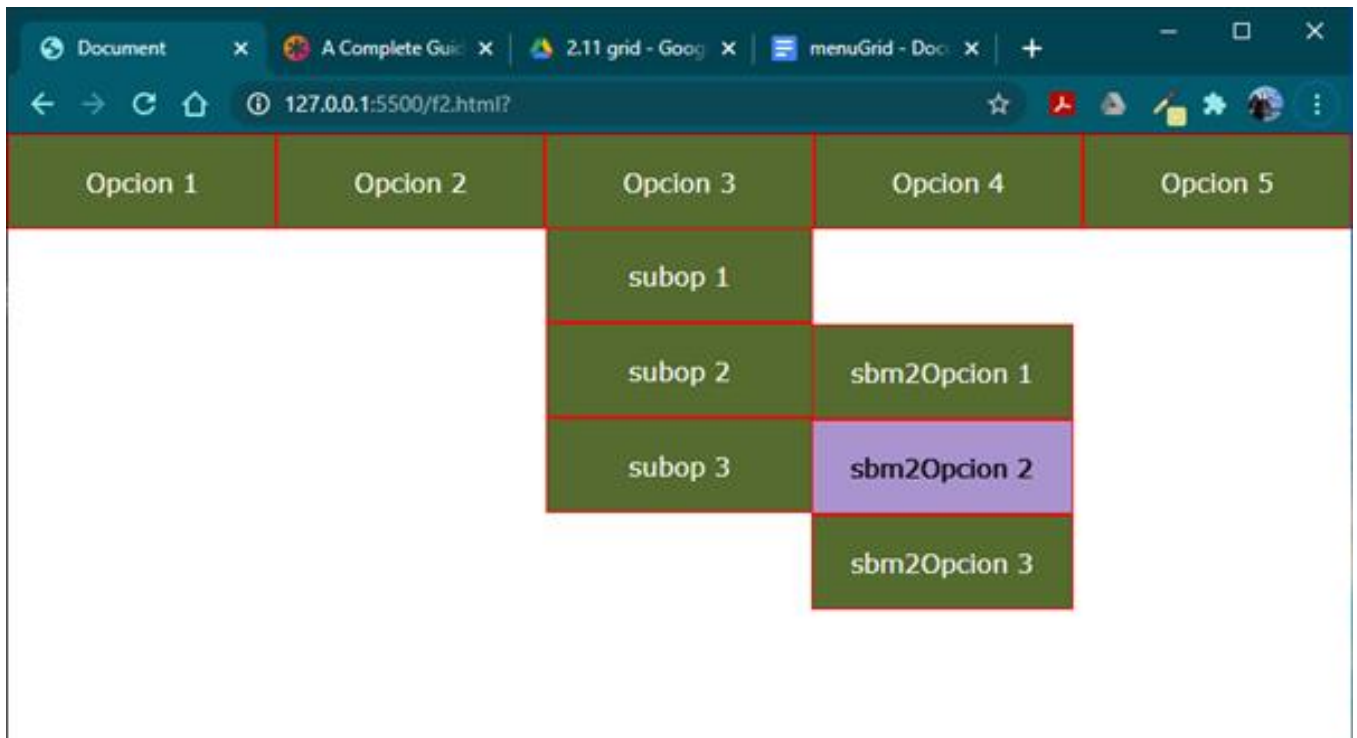 Document
A Complete Guid
2.11 grid - Goog
menuGrid - Doc
127.0.0.1:5500/f2.html?
Opcion 1
Opcion 2
Opcion 3
Opcion 4
Opcion 5
subop 1
subop 2
sbm2Opcion 1
subop 3
sbm2Opcion 2
sbm2Opcion 3